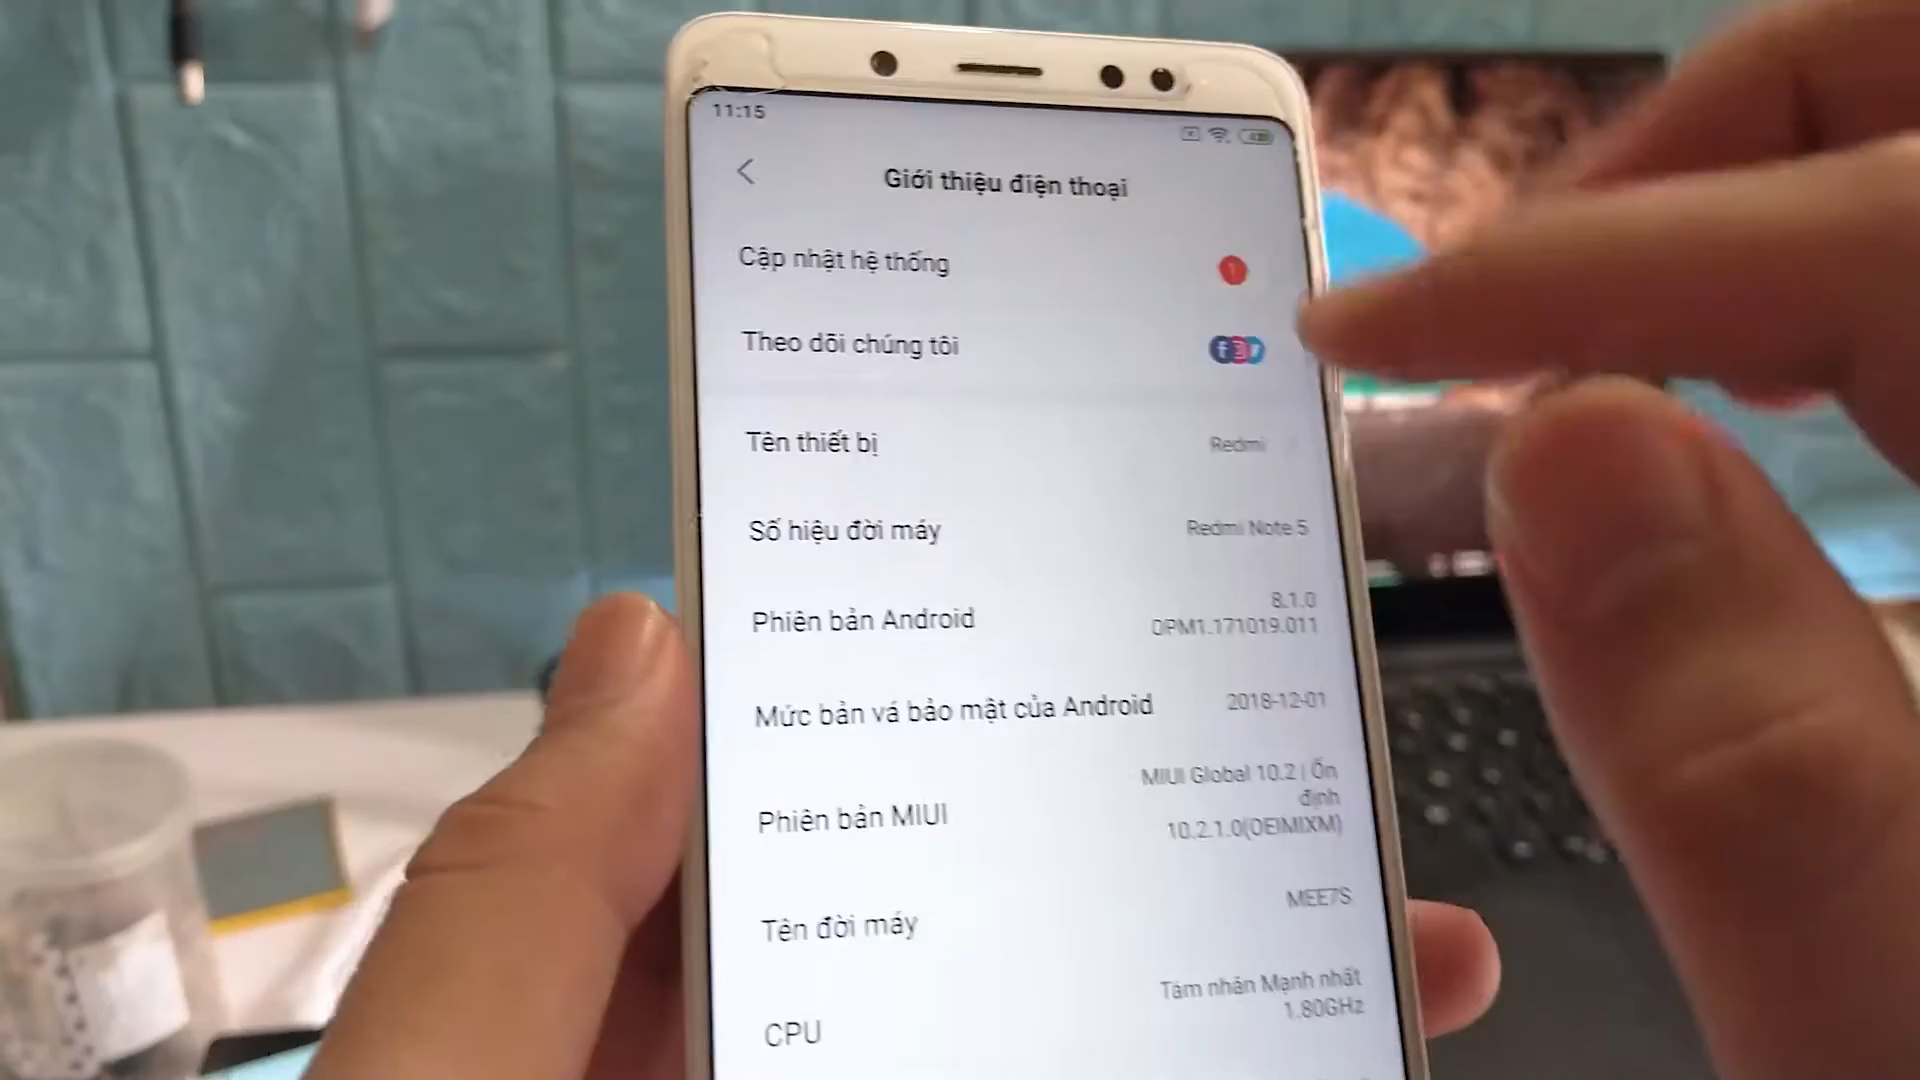 11:15
Giới thiệu điện thoại
Cập nhật hệ thống
1
Theo dõi chúng tôi
Tên thiết bị
Redmi
Số hiệu đời máy
Redmi Note 5
Phiên bản Android
8.1.0
OPM1.171019.011
Mức bản vá bảo mật của Android
2018-12-01
Phiên bản MIUI
MIUI Global 10.2 | Ổn
định
10.2.1.0(OEIMIXM)
Tên đời máy
MEE7S
CPU
Tám nhân Mạnh nhất
1.80GHz